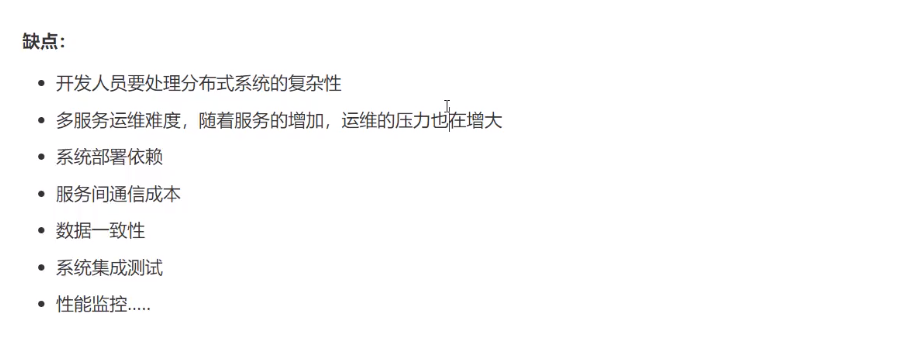 缺点：
开发人员要处理分布式系统的复杂性
多服务运维难度，随着服务的增加，运维的压力也在增大
系统部署依赖
服务间通信成本
数据一致性
系统集成测试
性能监控.....